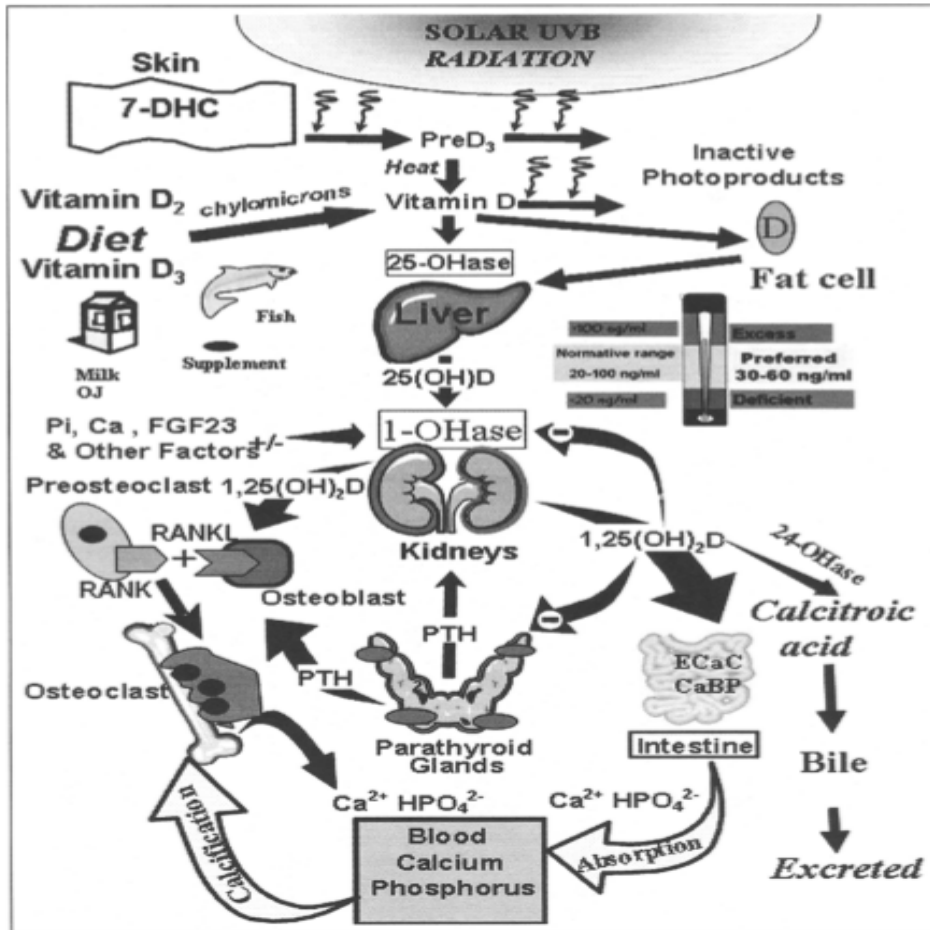 SOLAR UVB
RADIATION
Skin
7-DHC
PreD₃
Heat
Inactive
Photoproducts
Vitamin D₂
chylomicrons
Vitamin D
Diet
Vitamin D₃
D
Fat cell
25-OHase
Liver
Fish
Supplement
Milk
OJ
25(OH)D
>100 ng/ml
Excess
Normative range
20-100 ng/ml
Preferred
30-60 ng/ml
Deficient
Pi, Ca , FGF23
& Other Factors
+/-
1-OHase
Preosteoclast
1,25(OH)₂D
Kidneys
1,25(OH)₂D
24-OHase
RANKL
RANK
Osteoblast
Calcitroic
acid
PTH
PTH
ECaC
CaBP
Osteoclast
Parathyroid
Glands
Intestine
Bile
Ca²⁺ HPO₄²⁻
Ca²⁺ HPO₄²⁻
Blood
Calcium
Phosphorus
Absorption
Calcification
Excreted